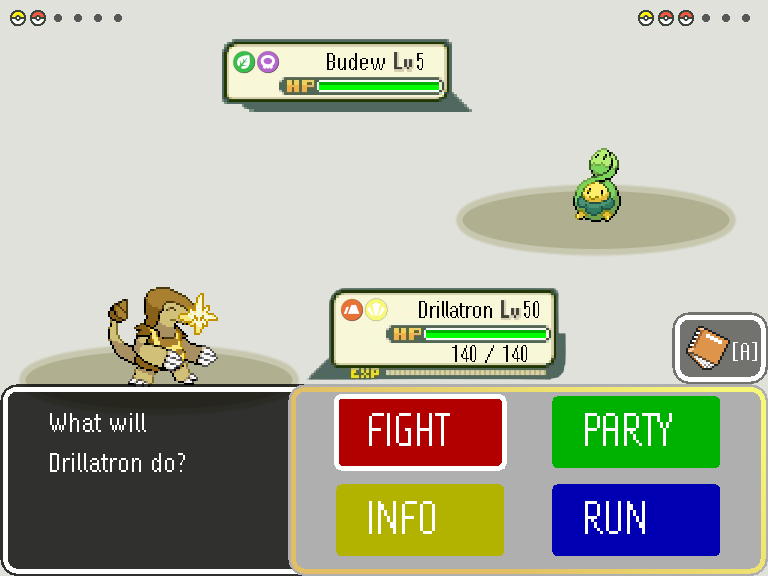 Budew Lv5
HP
Drillatron Lv50
HP
140 / 140
EXP
[A]
What will
Drillatron do?
FIGHT
PARTY
INFO
RUN